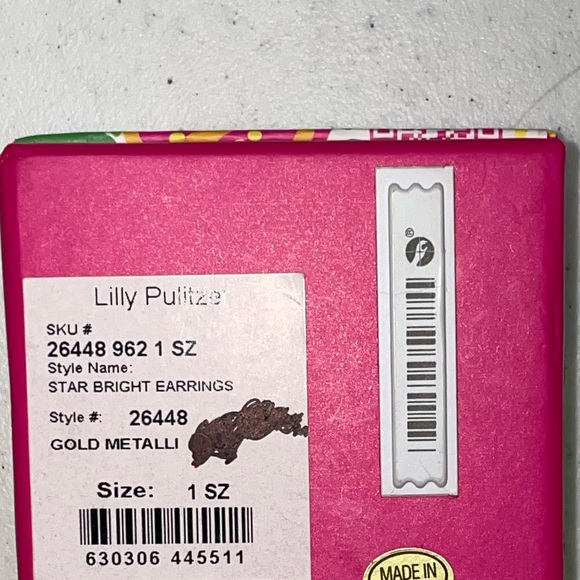 Lilly Pulitzer
SKU #
26448 962 1 SZ
Style Name:
STAR BRIGHT EARRINGS
Style #: 26448
GOLD METALLI
Size: 1 SZ
630306 445511
®
MADE IN